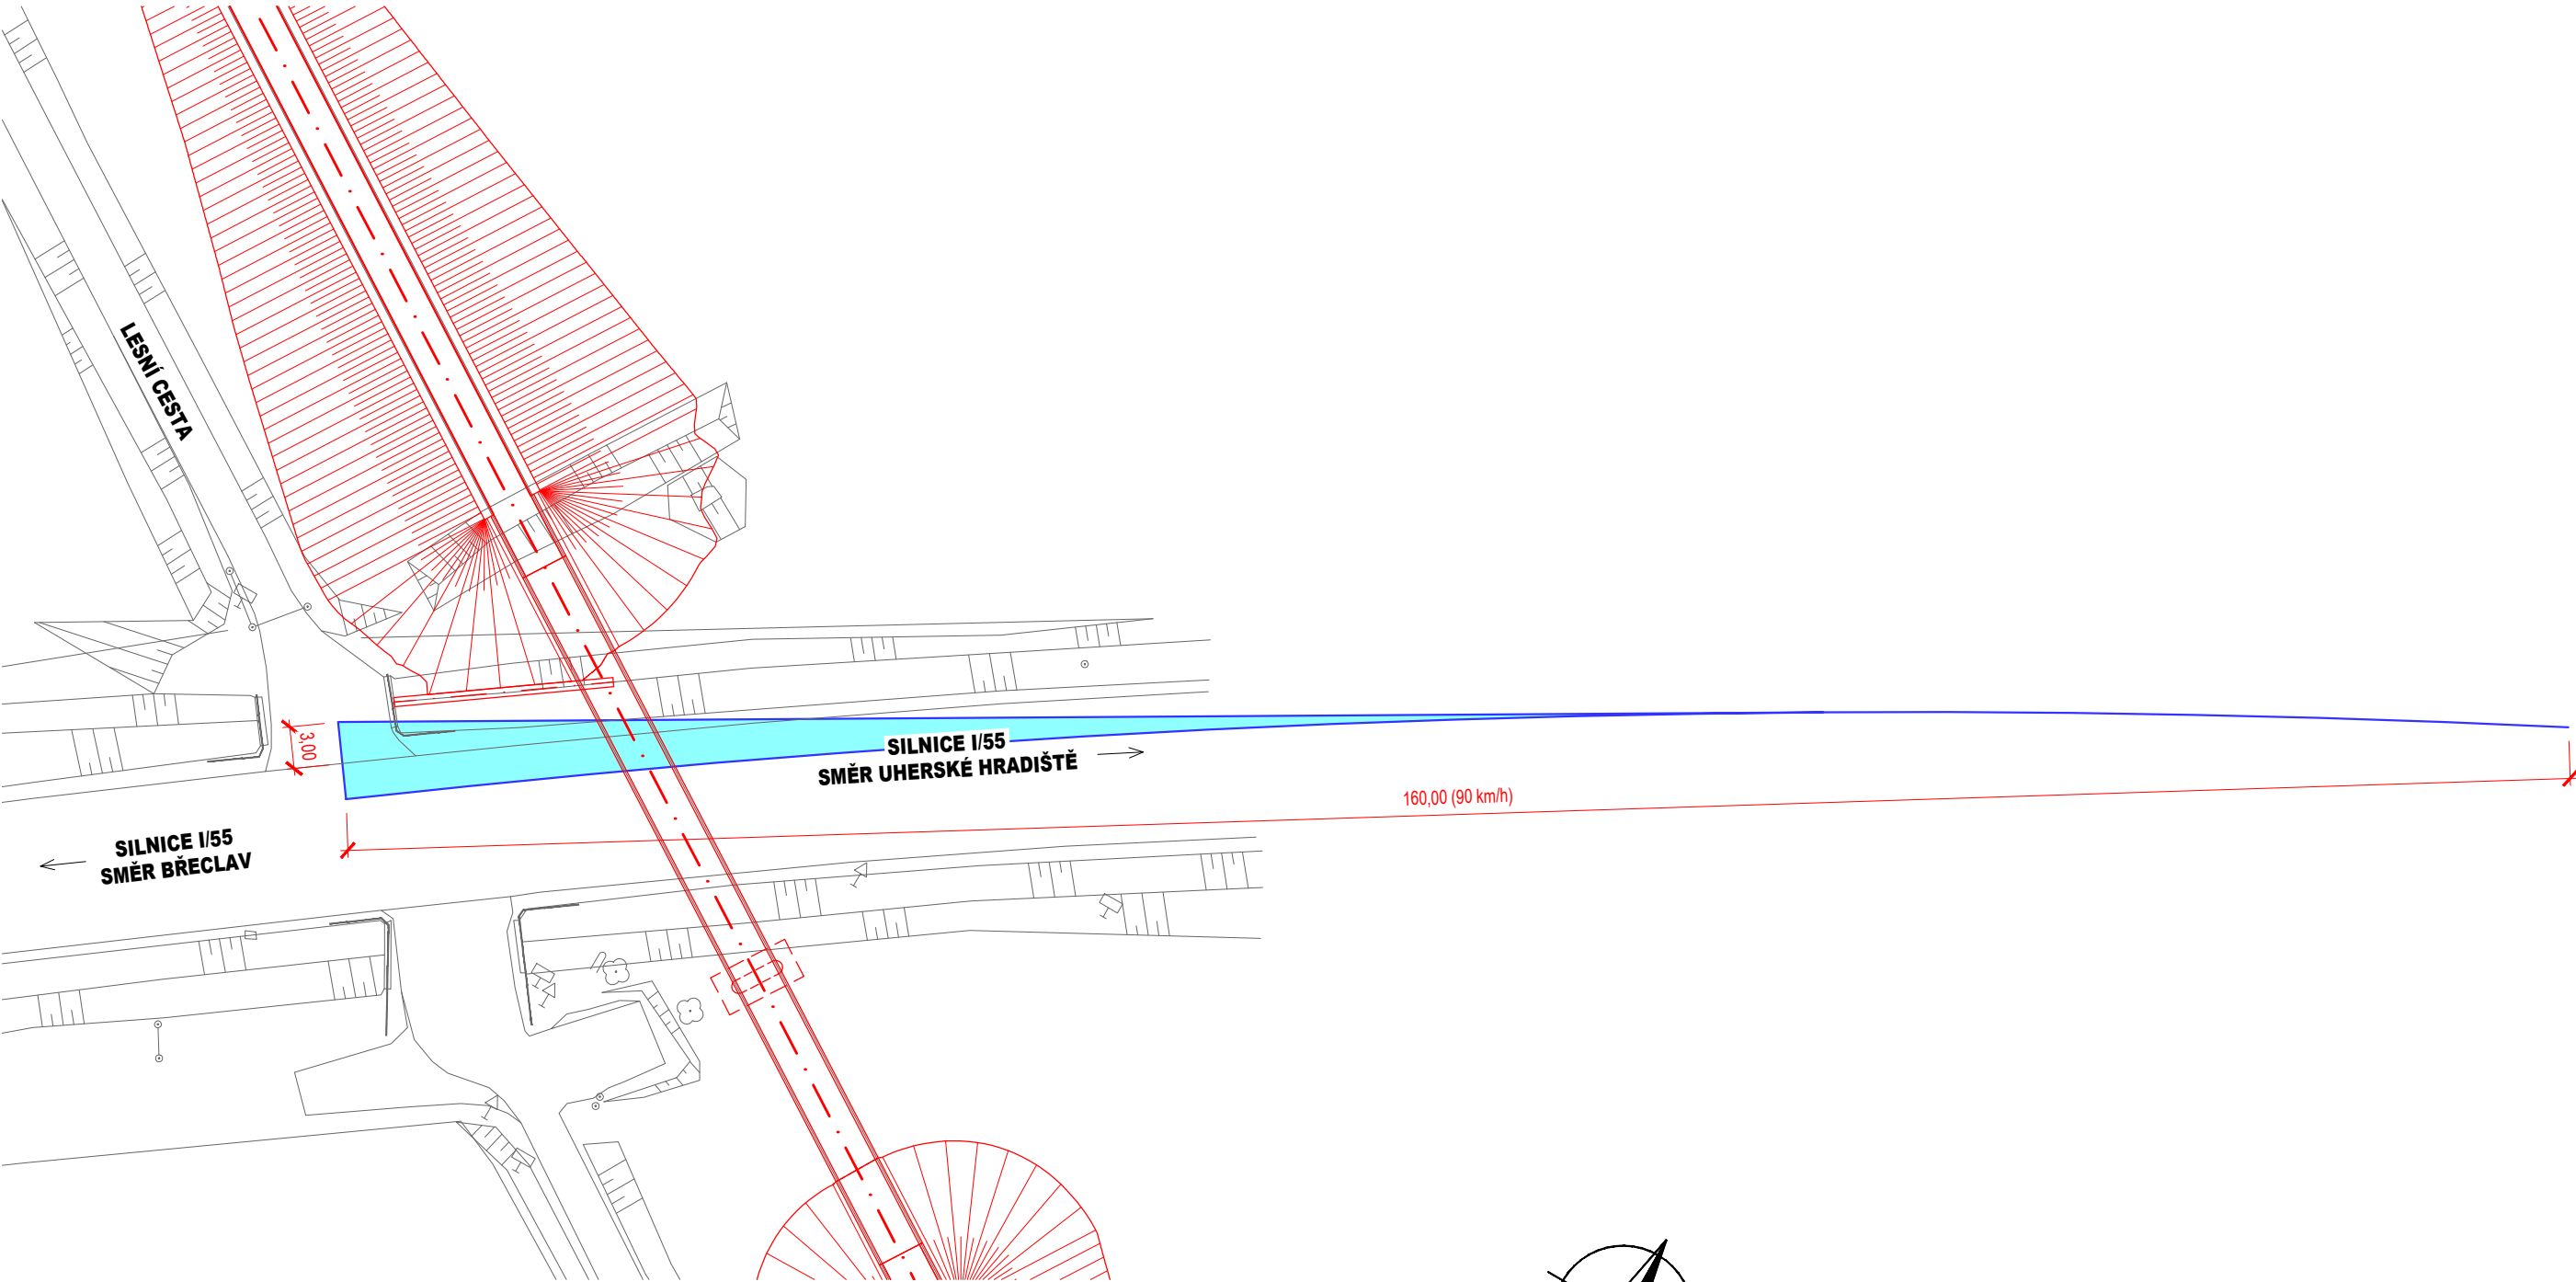 LESNÍ CESTA
3,00
SILNICE I/55
SMĚR UHERSKÉ HRADIŠTĚ
160,00 (90 km/h)
SILNICE I/55
SMĚR BŘECLAV